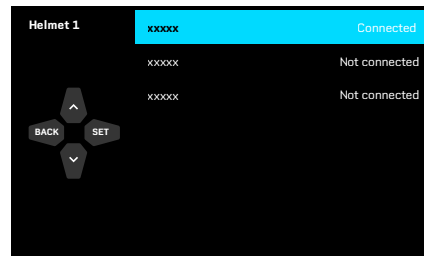 Helmet 1
xxxxx Connected
xxxxx Not connected
xxxxx Not connected
BACK SET